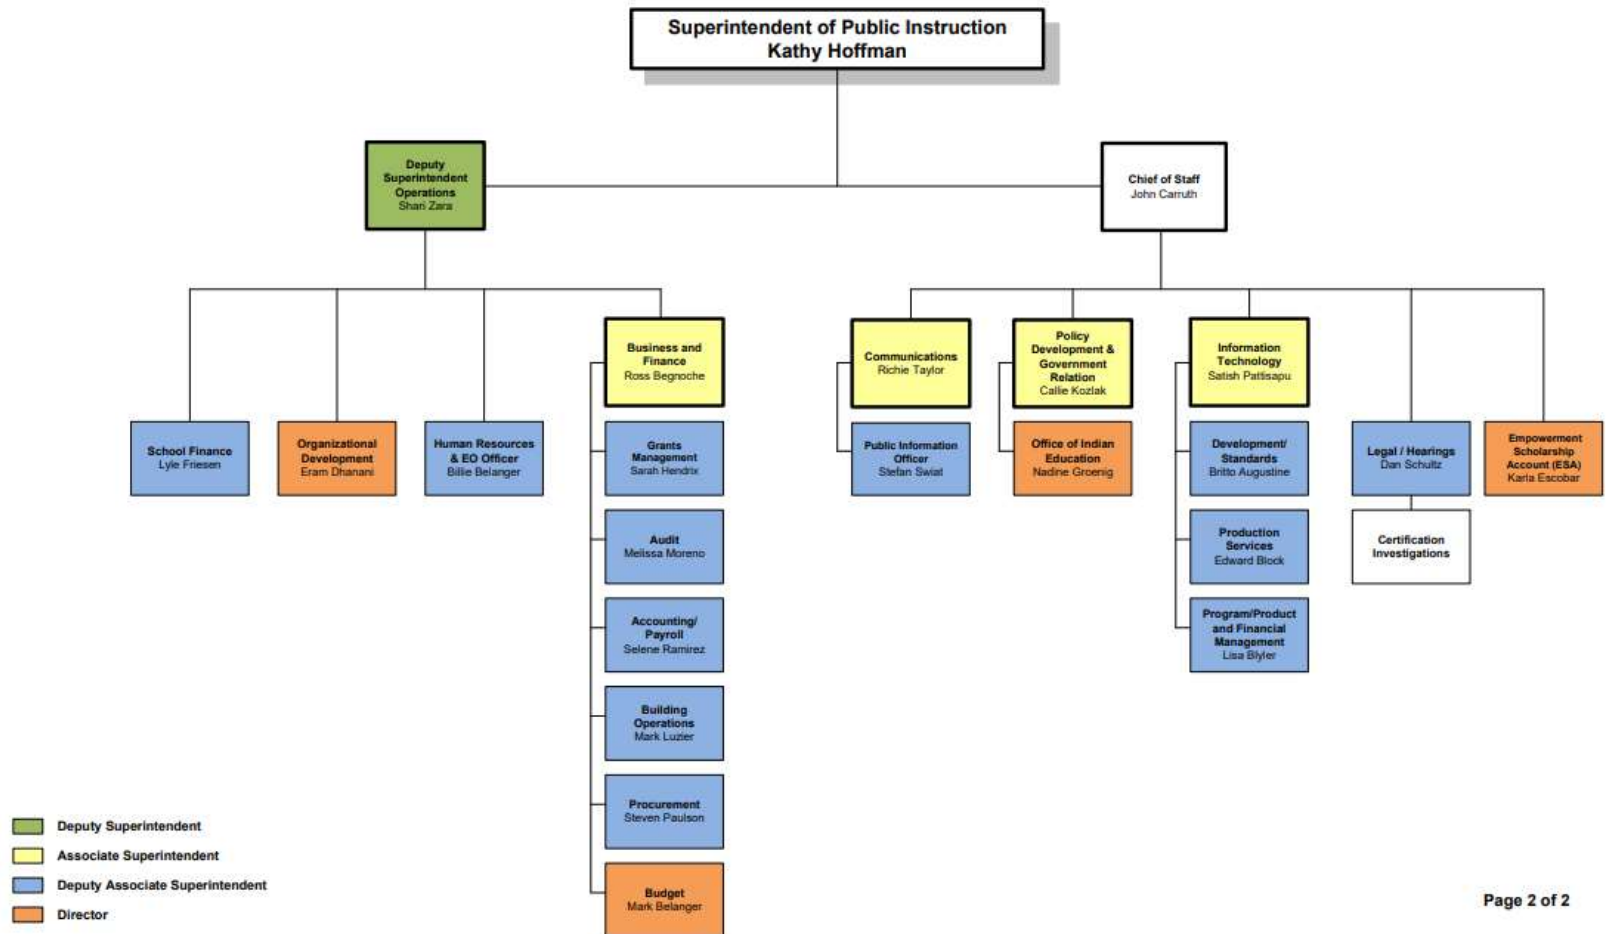 Superintendent of Public Instruction
Kathy Hoffman
Deputy
Superintendent
Operations
Shari Zara
Chief of Staff
John Carruth
School Finance
Lyle Friesen
Organizational
Development
Eram Dhanani
Human Resources
& EO Officer
Billie Belanger
Business and
Finance
Ross Begnoche
Grants
Management
Sarah Hendrix
Audit
Melissa Moreno
Accounting/
Payroll
Selene Ramirez
Building
Operations
Mark Luzier
Procurement
Steven Paulson
Budget
Mark Belanger
Communications
Richie Taylor
Public Information
Officer
Stefan Swiat
Policy
Development &
Government
Relation
Callie Kozlak
Office of Indian
Education
Nadine Groenig
Information
Technology
Satish Pattisapu
Development/
Standards
Britto Augustine
Production
Services
Edward Block
Program/Product
and Financial
Management
Lisa Blyler
Legal / Hearings
Dan Schultz
Certification
Investigations
Empowerment
Scholarship
Account (ESA)
Karla Escobar
Deputy Superintendent
Associate Superintendent
Deputy Associate Superintendent
Director
Page 2 of 2